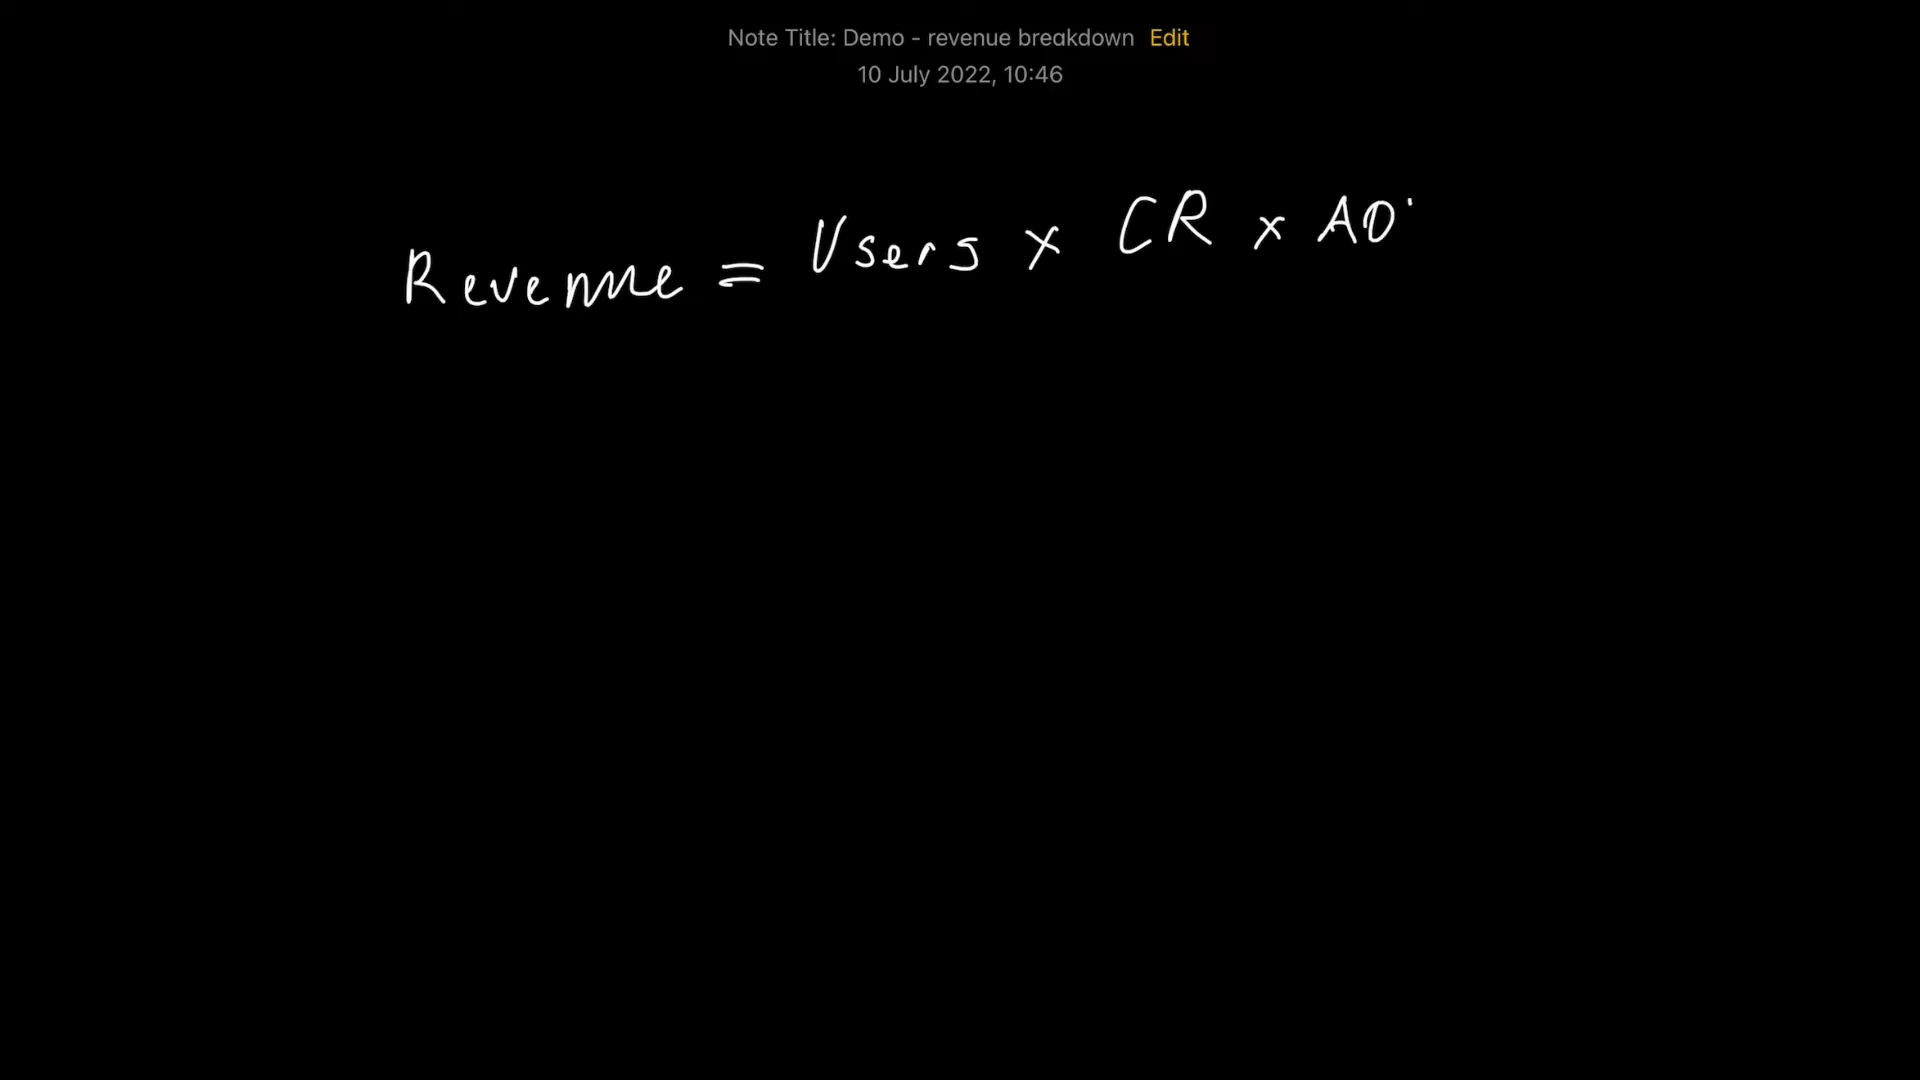 Note Title: Demo - revenue breakdown Edit
10 July 2022, 10:46
Revenue = Users x CR x AO